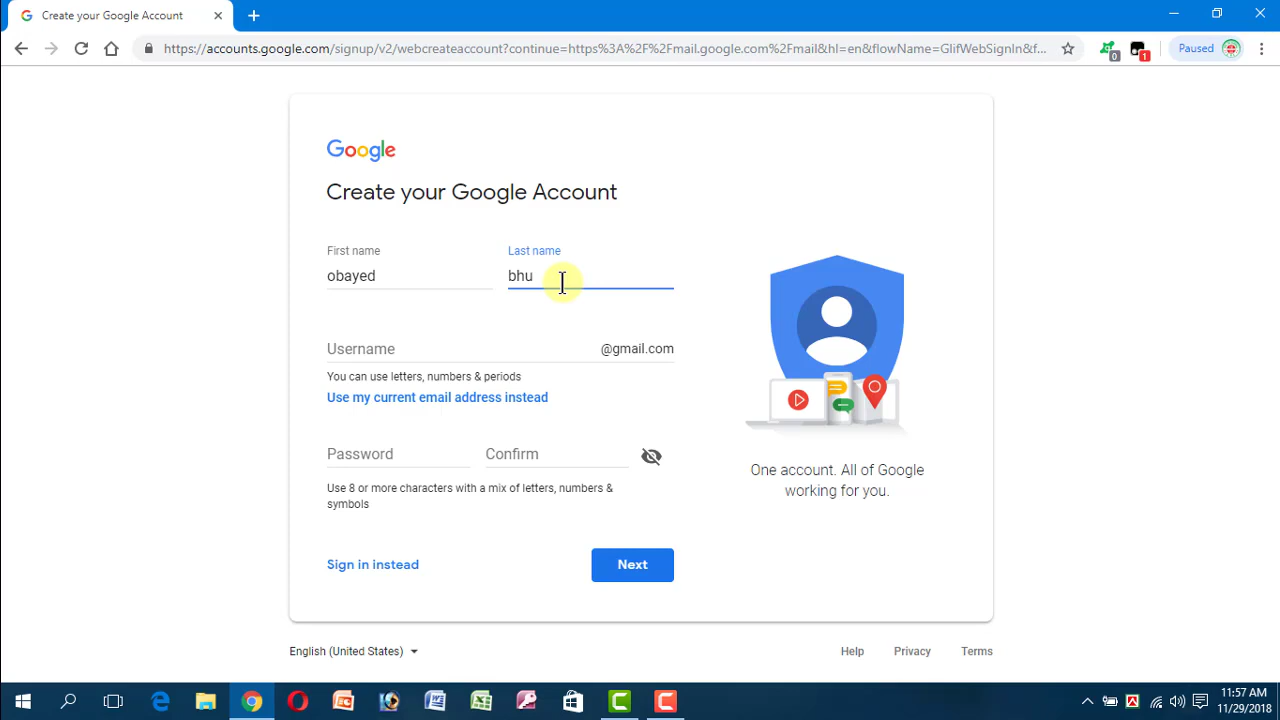 Create your Google Account
https://accounts.google.com/signup/v2/webcreateaccount?continue=https%3A%2F%2Fmail.google.com%2Fmail&hl=en&flowName=GlifWebSignIn&f...
0
1
Paused
Google
Create your Google Account
First name
Last name
obayed
bhu
Username
@gmail.com
You can use letters, numbers & periods
Use my current email address instead
Password
Confirm
Use 8 or more characters with a mix of letters, numbers &
symbols
Sign in instead
Next
One account. All of Google
working for you.
English (United States)
Help
Privacy
Terms
11:57 AM
11/29/2018